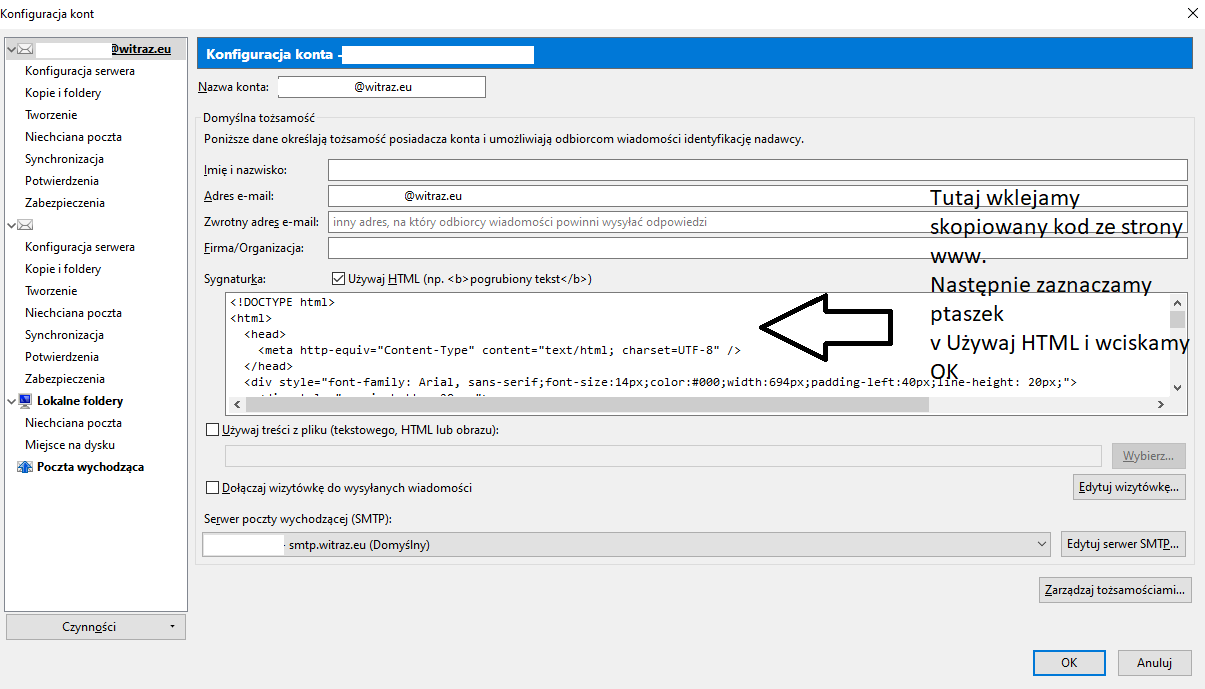 Konfiguracja kont
@witraz.eu
Konfiguracja serwera
Kopie i foldery
Tworzenie
Niechciana poczta
Synchronizacja
Potwierdzenia
Zabezpieczenia
Konfiguracja serwera
Kopie i foldery
Tworzenie
Niechciana poczta
Synchronizacja
Potwierdzenia
Zabezpieczenia
Lokalne foldery
Niechciana poczta
Miejsce na dysku
Poczta wychodząca
Czynności
Konfiguracja konta -
Nazwa konta: @witraz.eu
Domyślna tożsamość
Poniższe dane określają tożsamość posiadacza konta i umożliwiają odbiorcom wiadomości identyfikację nadawcy.
Imię i nazwisko:
Adres e-mail: @witraz.eu
Zwrotny adres e-mail: inny adres, na który odbiorcy wiadomości powinni wysyłać odpowiedzi
Firma/Organizacja:
Sygnaturka: Używaj HTML (np. <b>pogrubiony tekst</b>)
<!DOCTYPE html>
<html>
<head>
<meta http-equiv="Content-Type" content="text/html; charset=UTF-8" />
</head>
<div style="font-family: Arial, sans-serif;font-size:14px;color:#000;width:694px;padding-left:40px;line-height: 20px;">
Tutaj wklejamy
skopiowany kod ze strony
www.
Następnie zaznaczamy
ptaszek
v Używaj HTML i wciskamy
OK
Używaj treści z pliku (tekstowego, HTML lub obrazu):
Wybierz...
Dołączaj wizytówkę do wysyłanych wiadomości
Edytuj wizytówkę...
Serwer poczty wychodzącej (SMTP):
- smtp.witraz.eu (Domyślny)
Edytuj serwer SMTP...
Zarządzaj tożsamościami...
OK
Anuluj